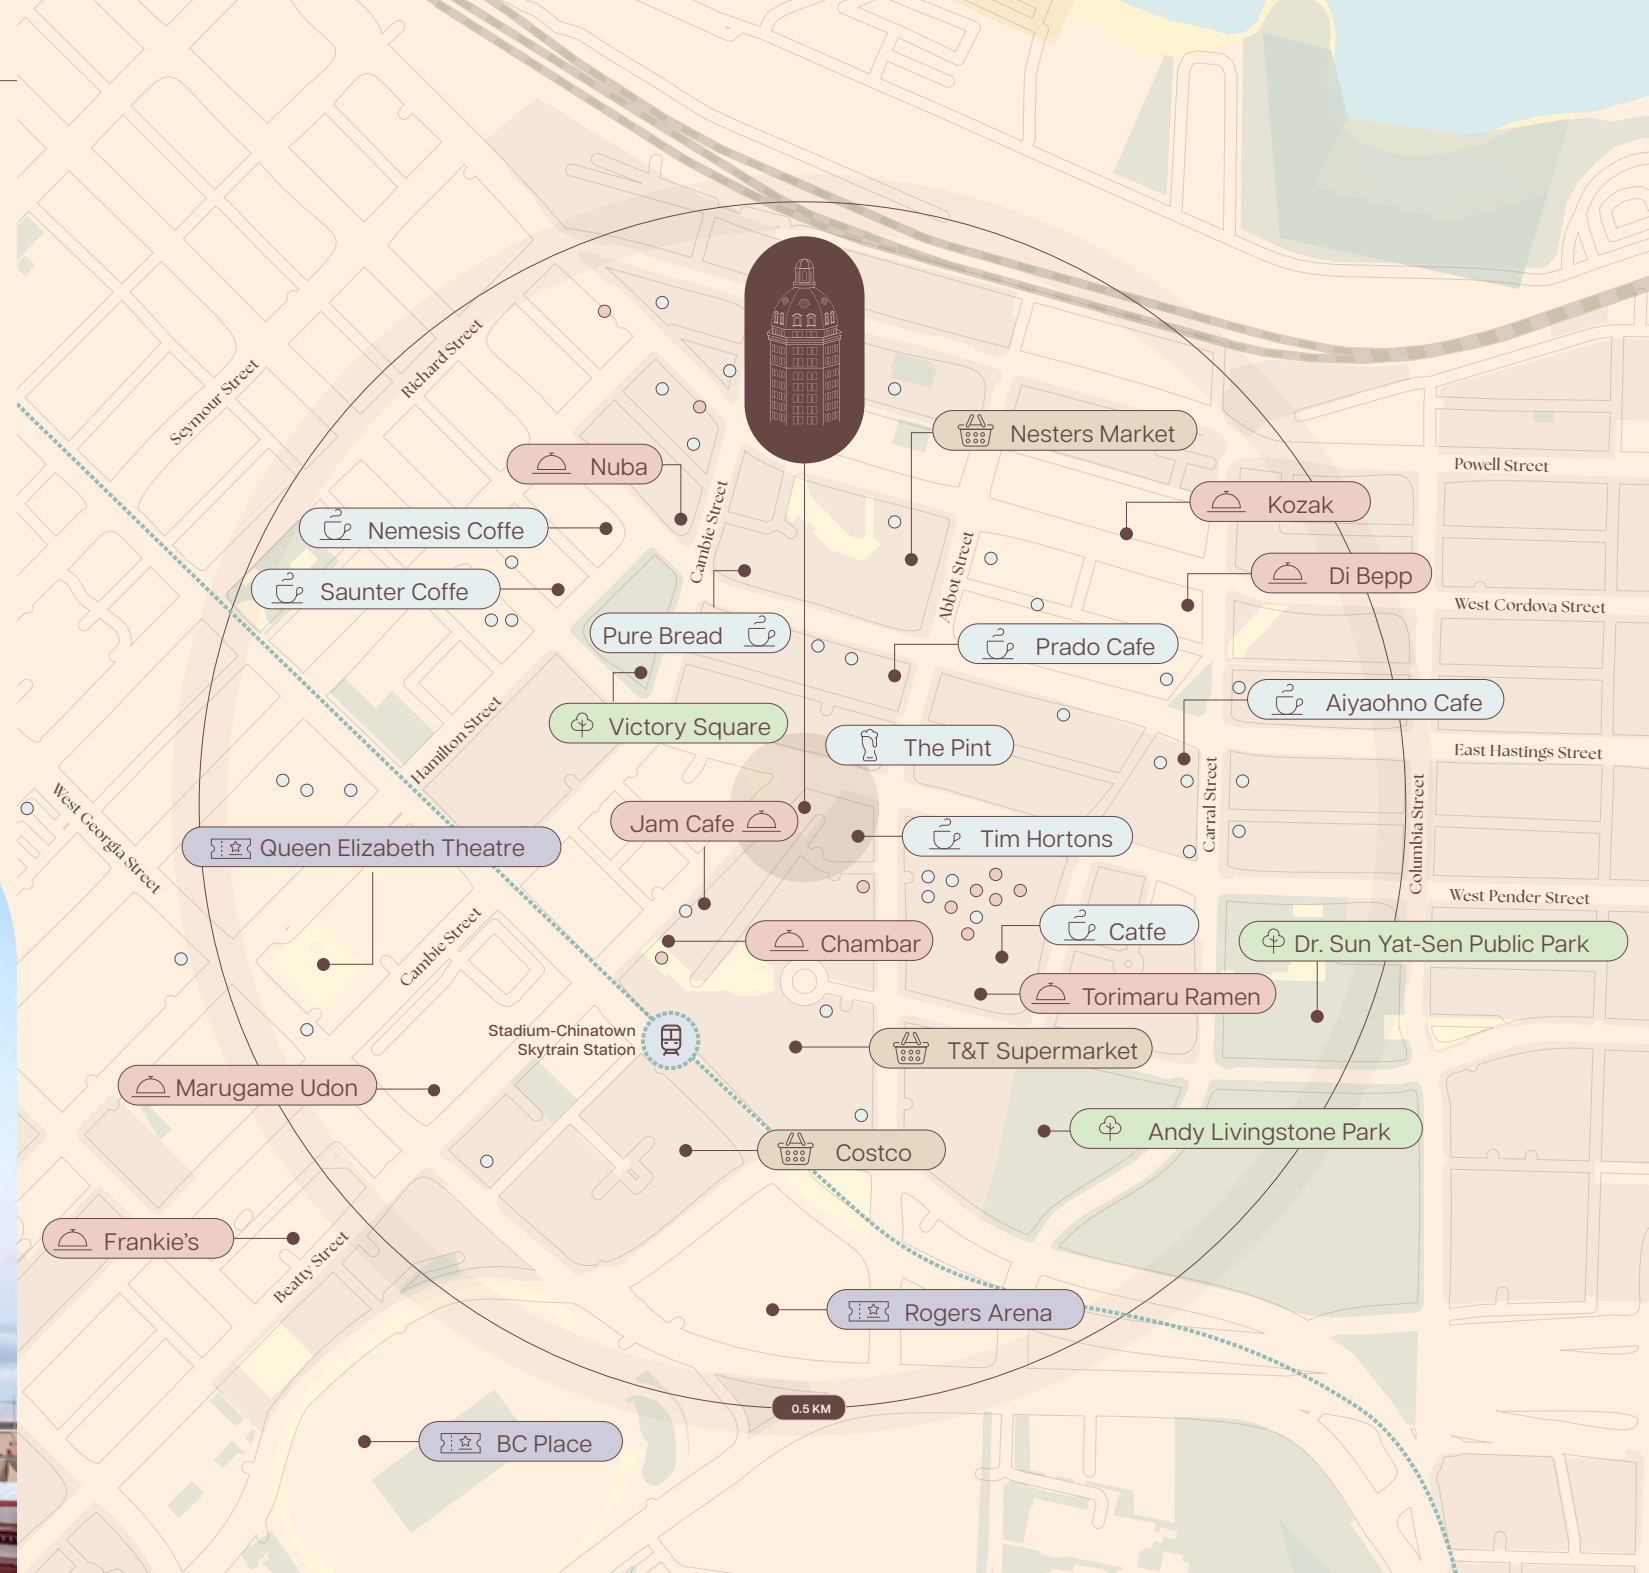 Richard Street
Seymour Street
Nesters Market
Nuba
Powell Street
Kozak
Cambie Street
Nemesis Coffe
Abbot Street
Di Bepp
Saunter Coffe
West Cordova Street
Pure Bread
Prado Cafe
Aiyaohno Cafe
Victory Square
Hamilton Street
The Pint
East Hastings Street
West Georgia Street
Carral Street
Columbia Street
Jam Cafe
Tim Hortons
Queen Elizabeth Theatre
West Pender Street
Cambie Street
Catfe
Chambar
Dr. Sun Yat-Sen Public Park
Torimaru Ramen
Stadium-Chinatown
Skytrain Station
T&T Supermarket
Marugame Udon
Andy Livingstone Park
Costco
Frankie’s
Beatty Street
Rogers Arena
0.5 KM
BC Place